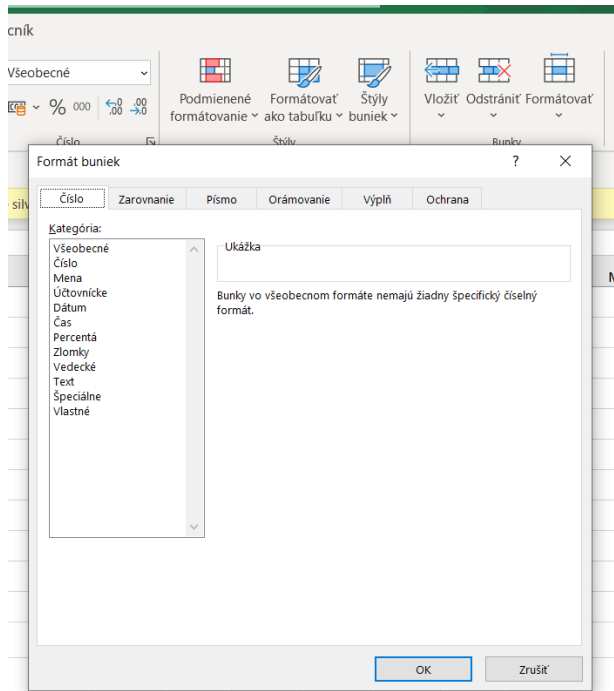 cník
Všeobecné
% 000
Podmienené formátovanie
Formátovať ako tabuľku
Štýly buniek
Vložiť
Odstrániť
Formátovať
Číslo
Štýly
Bunky
Formát buniek
?
silv
Číslo
Zarovnanie
Písmo
Orámovanie
Výplň
Ochrana
Kategória:
Všeobecné
Číslo
Mena
Účtovnícke
Dátum
Čas
Percentá
Zlomky
Vedecké
Text
Špeciálne
Vlastné
Ukážka
Bunky vo všeobecnom formáte nemajú žiadny špecifický číselný
formát.
OK
Zrušiť